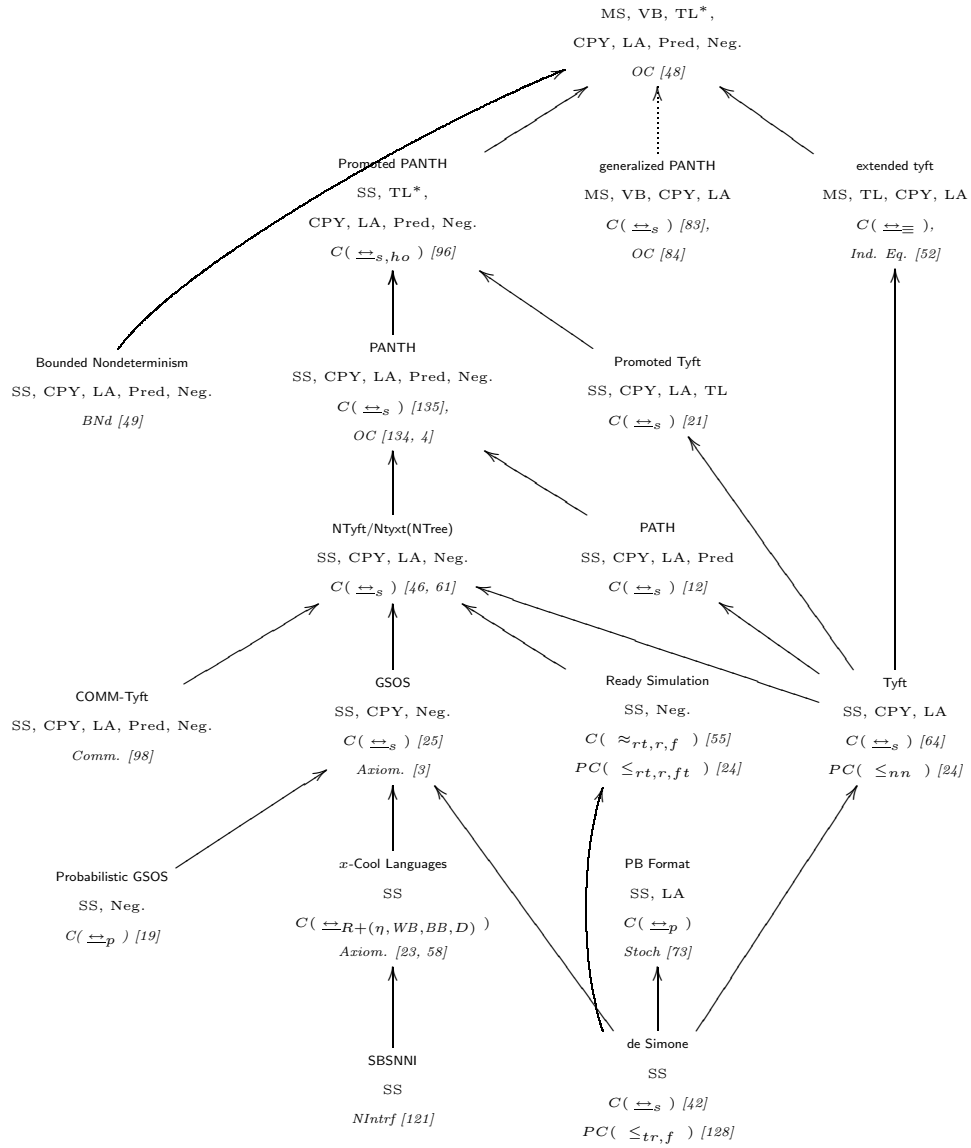 MS, VB, TL*,
CPY, LA, Pred, Neg.
OC [48]
Promoted PANTH
SS, TL*,
CPY, LA, Pred, Neg.
C( ↔s,ho ) [96]
generalized PANTH
MS, VB, CPY, LA
C( ↔s ) [83],
OC [84]
extended tyft
MS, TL, CPY, LA
C( ↔≡ ),
Ind. Eq. [52]
Bounded Nondeterminism
SS, CPY, LA, Pred, Neg.
BNd [49]
PANTH
SS, CPY, LA, Pred, Neg.
C( ↔s ) [135],
OC [134, 4]
Promoted Tyft
SS, CPY, LA, TL
C( ↔s ) [21]
NTyft/Ntyxt(NTree)
SS, CPY, LA, Neg.
C( ↔s ) [46, 61]
PATH
SS, CPY, LA, Pred
C( ↔s ) [12]
COMM-Tyft
SS, CPY, LA, Pred, Neg.
Comm. [98]
GSOS
SS, CPY, Neg.
C( ↔s ) [25]
Axiom. [3]
Ready Simulation
SS, Neg.
C( ≈rt,r,f ) [55]
PC( ≤rt,r,ft ) [24]
Tyft
SS, CPY, LA
C( ↔s ) [64]
PC( ≤nn ) [24]
Probabilistic GSOS
SS, Neg.
C( ↔p ) [19]
x-Cool Languages
SS
C( ↔R+(η,WB,BB,D) )
Axiom. [23, 58]
PB Format
SS, LA
C( ↔p )
Stoch [73]
SBSNNI
SS
NIntrf [121]
de Simone
SS
C( ↔s ) [42]
PC( ≤tr,f ) [128]